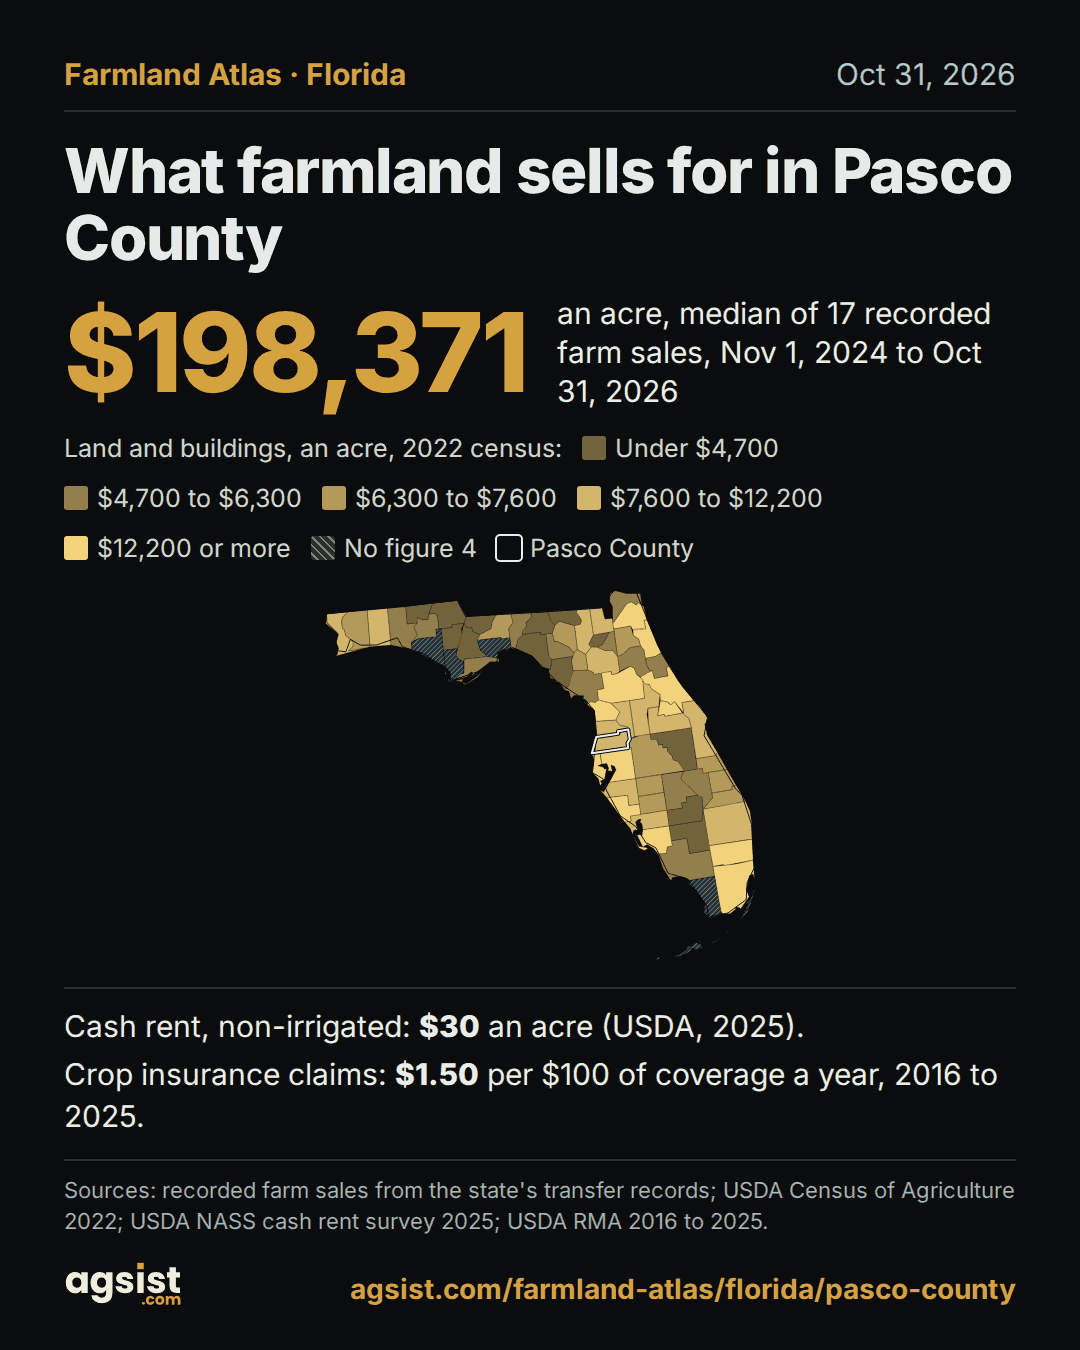 Farmland Atlas · Florida
Oct 31, 2026
What farmland sells for in Pasco
County
$198,371
an acre, median of 17 recorded
farm sales, Nov 1, 2024 to Oct
31, 2026
Land and buildings, an acre, 2022 census: Under $4,700
$4,700 to $6,300 $6,300 to $7,600 $7,600 to $12,200
$12,200 or more No figure 4 Pasco County
Cash rent, non-irrigated: $30 an acre (USDA, 2025).
Crop insurance claims: $1.50 per $100 of coverage a year, 2016 to
2025.
Sources: recorded farm sales from the state's transfer records; USDA Census of Agriculture
2022; USDA NASS cash rent survey 2025; USDA RMA 2016 to 2025.
agsist
.com
agsist.com/farmland-atlas/florida/pasco-county